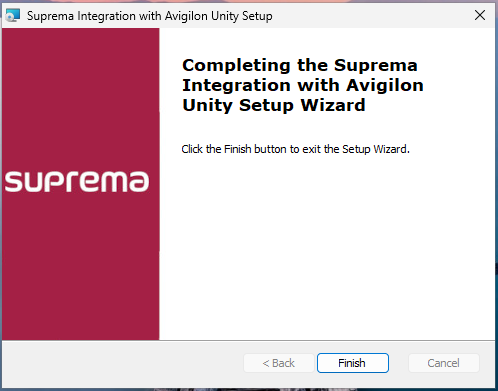 Suprema Integration with Avigilon Unity Setup
Completing the Suprema
Integration with Avigilon
Unity Setup Wizard
Click the Finish button to exit the Setup Wizard.
suprema
< Back
Finish
Cancel